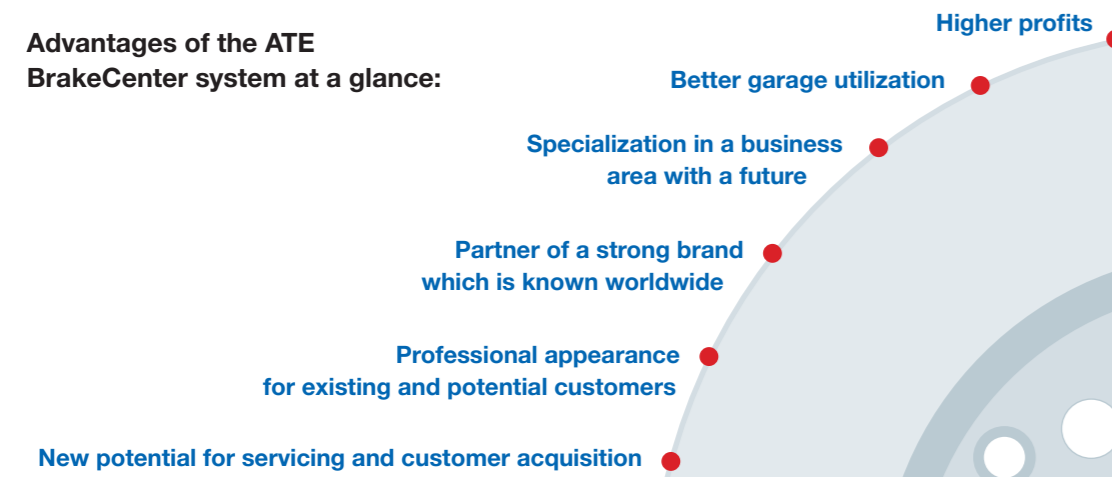 Advantages of the ATE
BrakeCenter system at a glance:
Higher profits
Better garage utilization
Specialization in a business
area with a future
Partner of a strong brand
which is known worldwide
Professional appearance
for existing and potential customers
New potential for servicing and customer acquisition